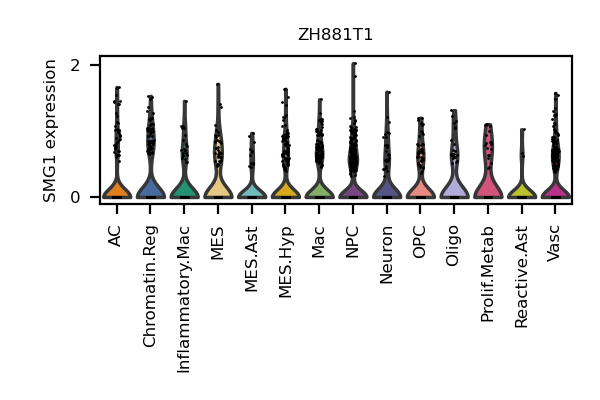 ZH881T1
SMG1 expression
2
0
AC
Chromatin.Reg
Inflammatory.Mac
MES
MES.Ast
MES.Hyp
Mac
NPC
Neuron
OPC
Oligo
Prolif.Metab
Reactive.Ast
Vasc